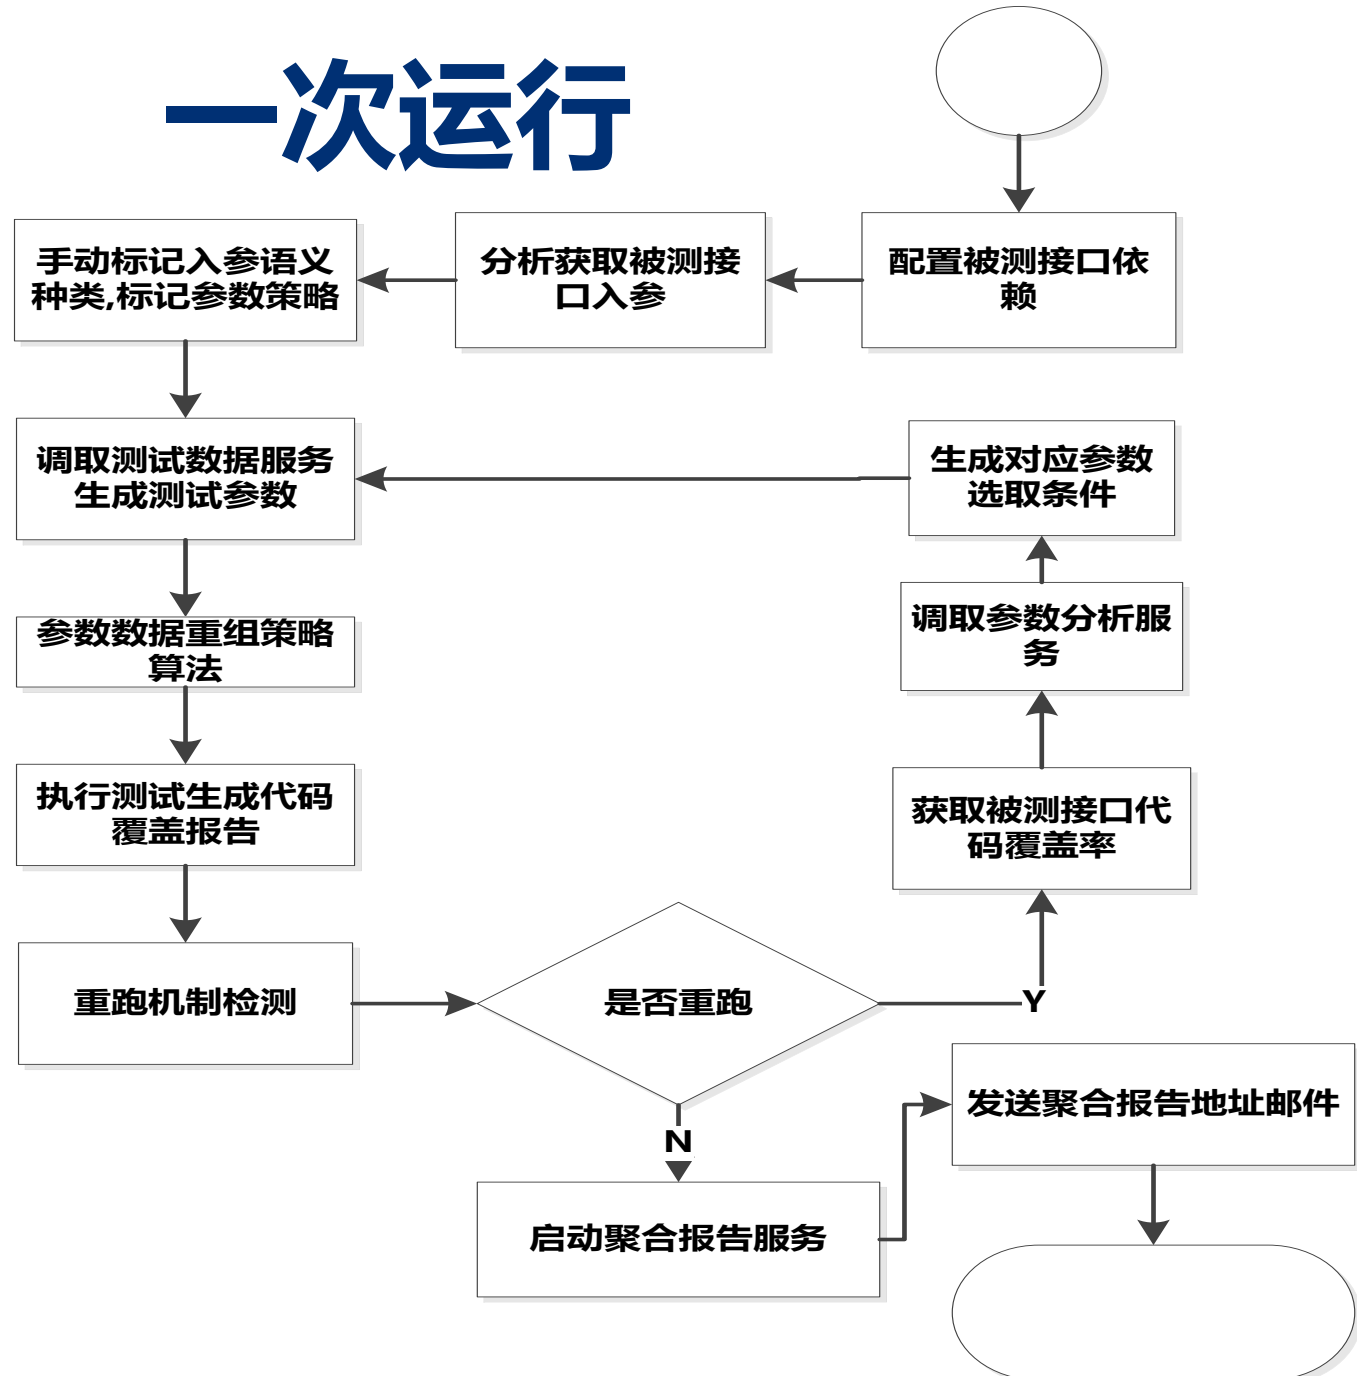 一次运行
配置被测接口依
赖
分析获取被测接
口入参
手动标记入参语义
种类,标记参数策略
调取测试数据服务
生成测试参数
参数数据重组策略
算法
执行测试生成代码
覆盖报告
重跑机制检测
是否重跑
Y
获取被测接口代
码覆盖率
调取参数分析服
务
生成对应参数
选取条件
N
启动聚合报告服务
发送聚合报告地址邮件